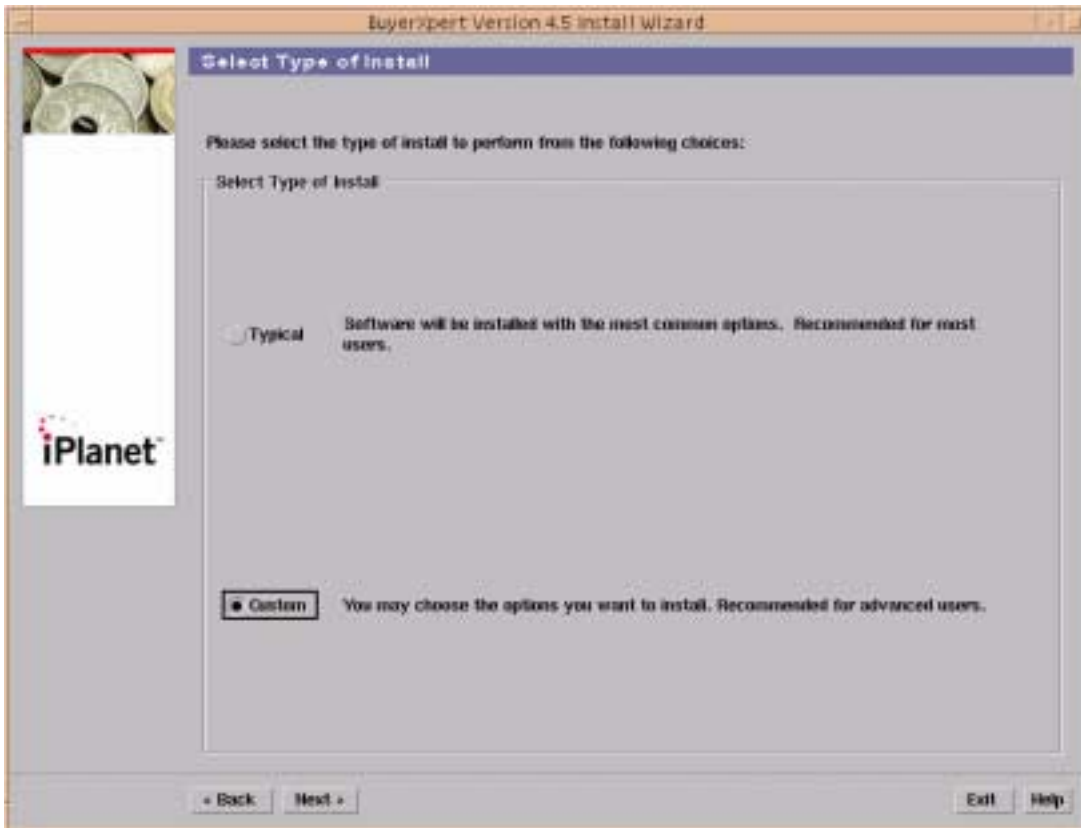 BuyerXpert Version 4.5 Install Wizard
Select Type of Install
Please select the type of install to perform from the following choices:
Select Type of Install
Typical
Software will be installed with the most common options. Recommended for most
users.
iPlanet™
Custom
You may choose the options you want to install. Recommended for advanced users.
« Back
Next »
Exit
Help